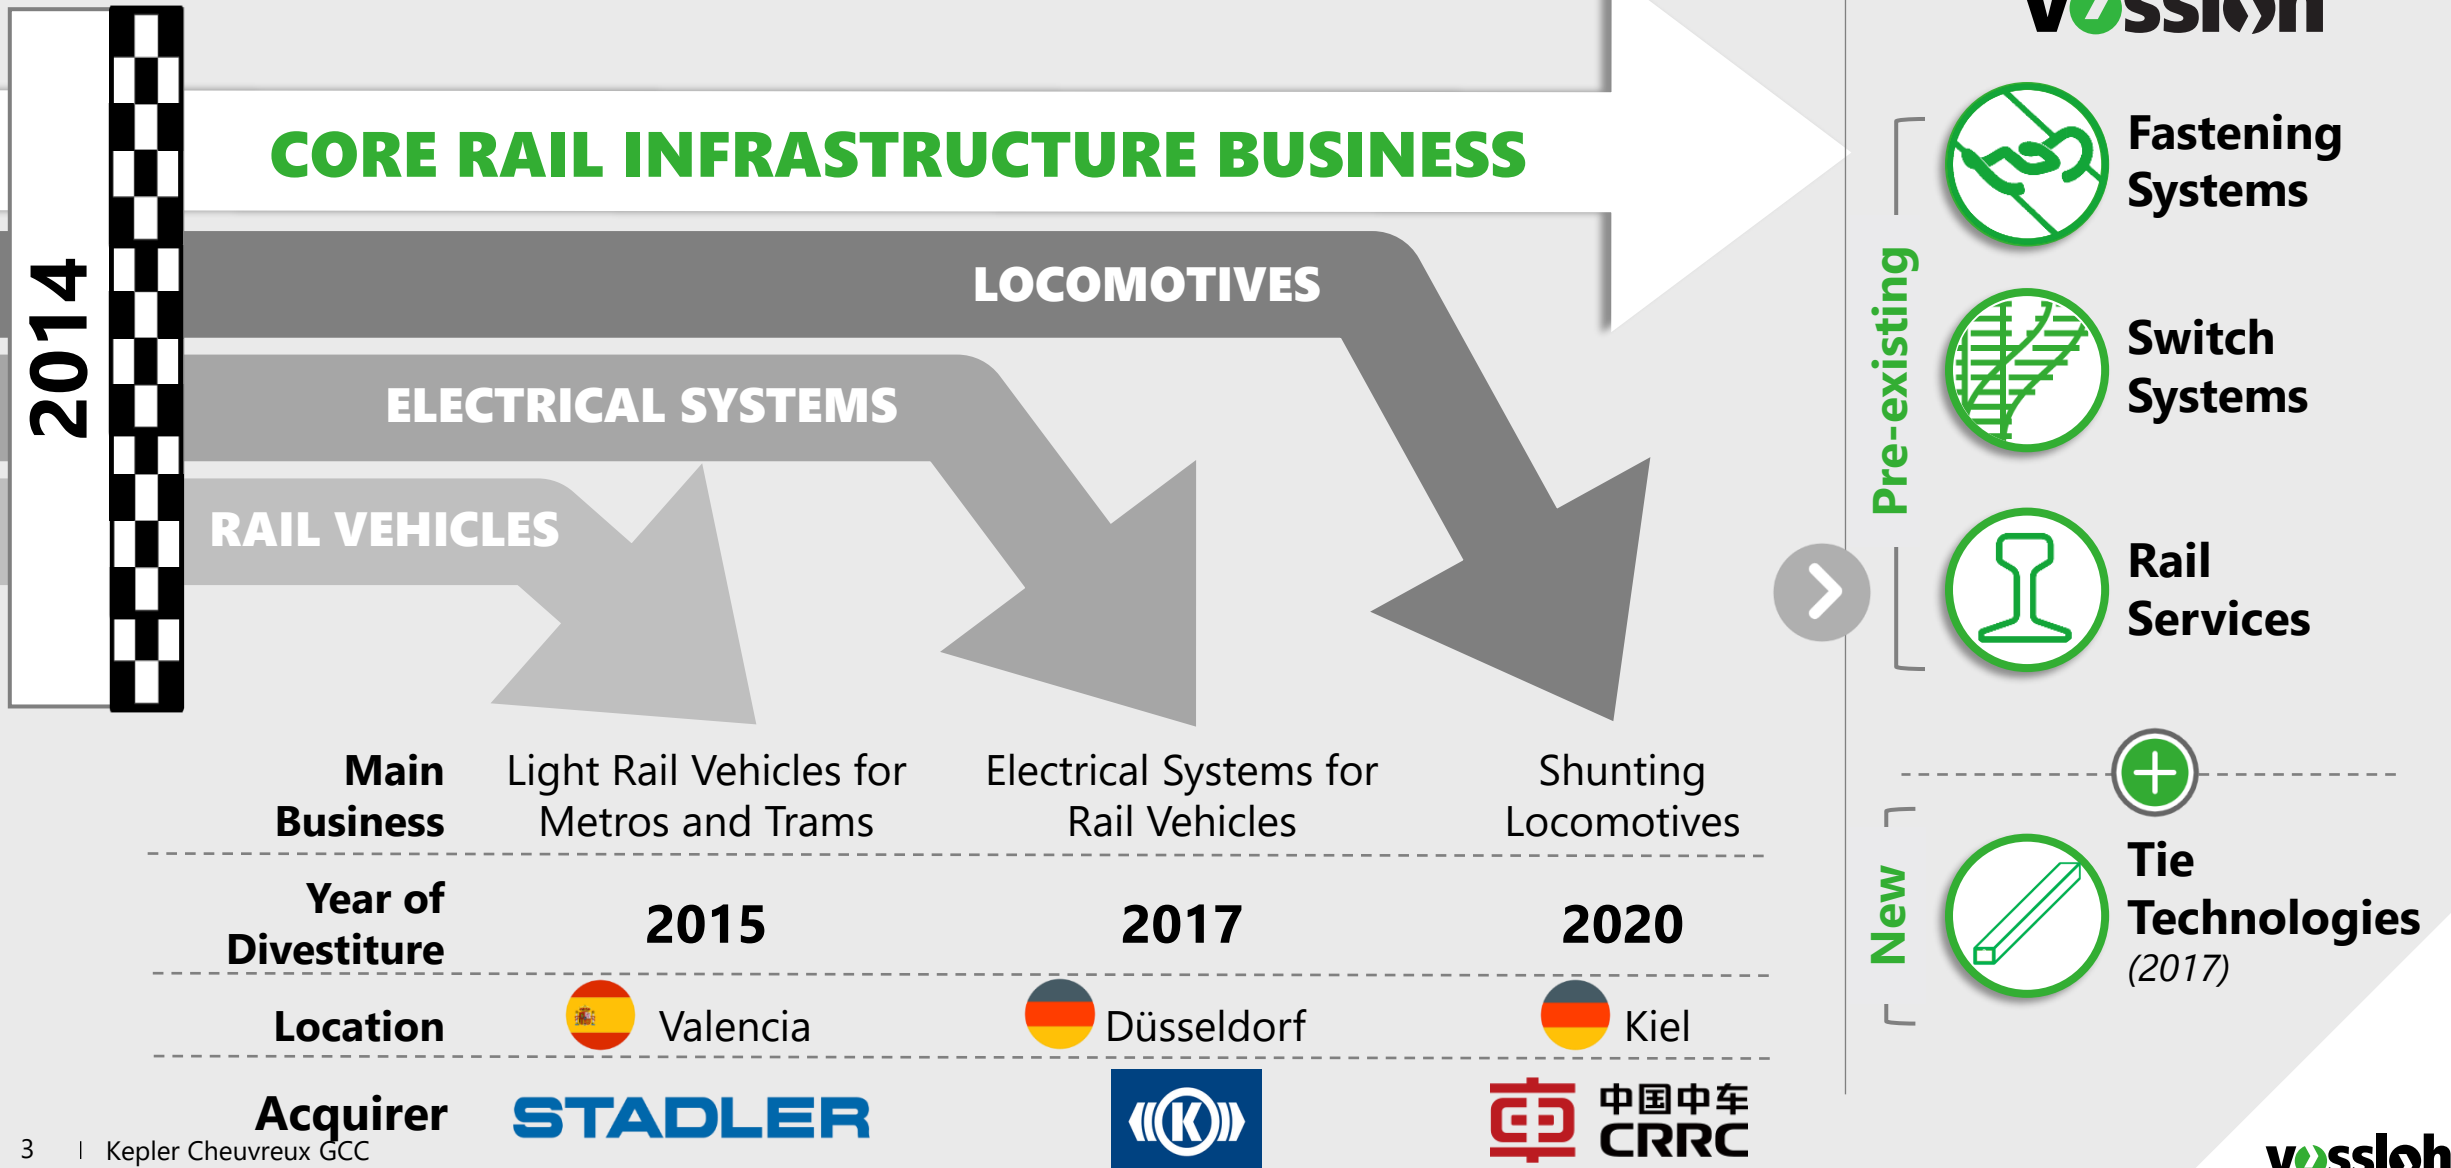 vossloh
2014
CORE RAIL INFRASTRUCTURE BUSINESS
LOCOMOTIVES
ELECTRICAL SYSTEMS
RAIL VEHICLES
Main
Business
Light Rail Vehicles for
Metros and Trams
Electrical Systems for
Rail Vehicles
Shunting
Locomotives
Year of
Divestiture
2015
2017
2020
Location
Valencia
Düsseldorf
Kiel
Acquirer
STADLER
K
中国中车
CRRC
Pre-existing
Fastening
Systems
Switch
Systems
Rail
Services
New
Tie
Technologies
(2017)
3 | Kepler Cheuvreux GCC
vossloh